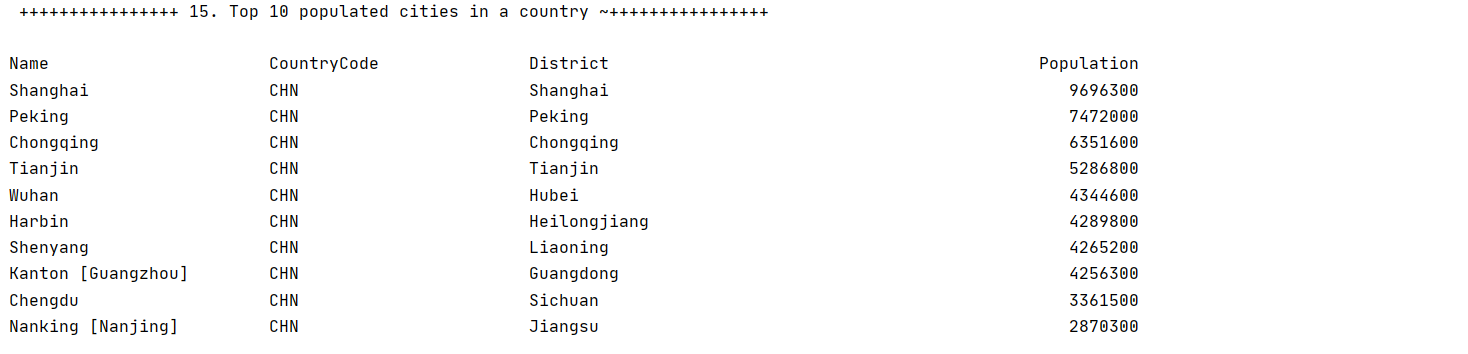 ++++++++++++++++ 15. Top 10 populated cities in a country ~++++++++++++++++
Name CountryCode District Population
Shanghai CHN Shanghai 9696300
Peking CHN Peking 7472000
Chongqing CHN Chongqing 6351600
Tianjin CHN Tianjin 5286800
Wuhan CHN Hubei 4344600
Harbin CHN Heilongjiang 4289800
Shenyang CHN Liaoning 4265200
Kanton [Guangzhou] CHN Guangdong 4256300
Chengdu CHN Sichuan 3361500
Nanking [Nanjing] CHN Jiangsu 2870300